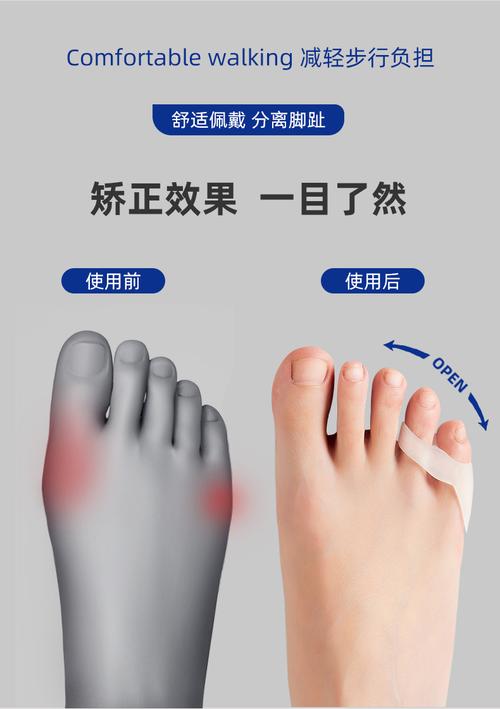 Comfortable walking 减轻步行负担
舒适佩戴 分离脚趾
矫正效果 一目了然
使用前
使用后
OPEN